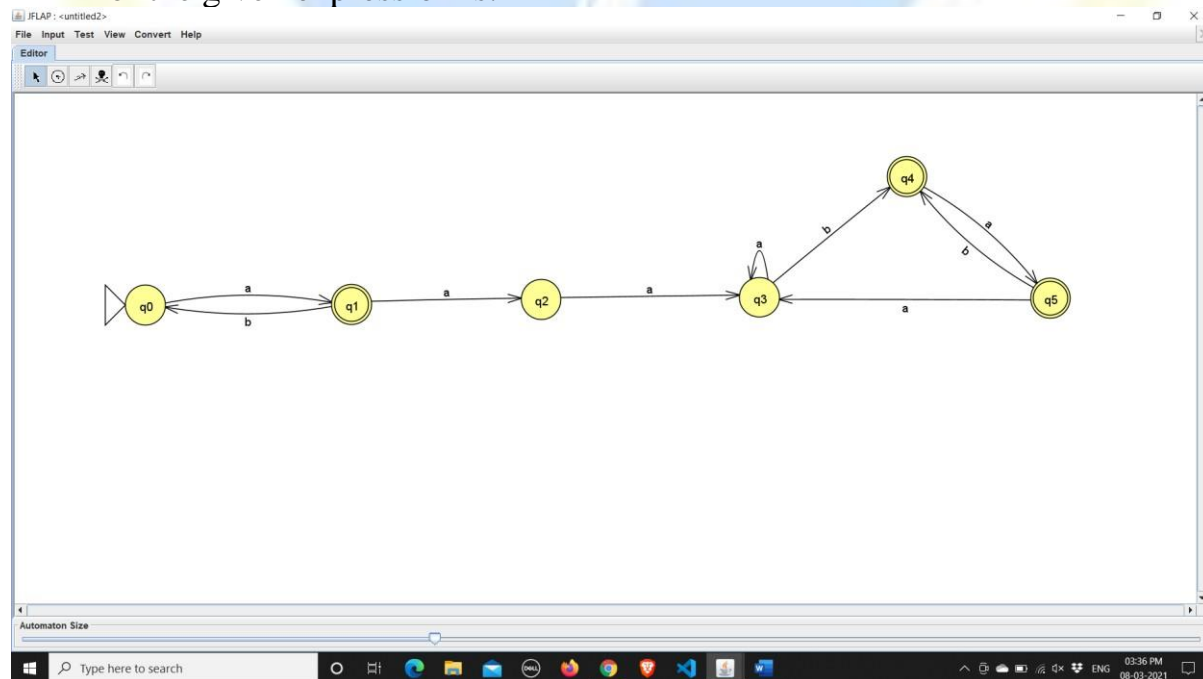 JFLAP : <untitled2>
File Input Test View Convert Help
Editor
q4
b
a
b
a
a
a
a
q0
q1
q2
q3
q5
b
a
Automaton Size
Type here to search
DELL
ENG
03:36 PM
08-03-2021